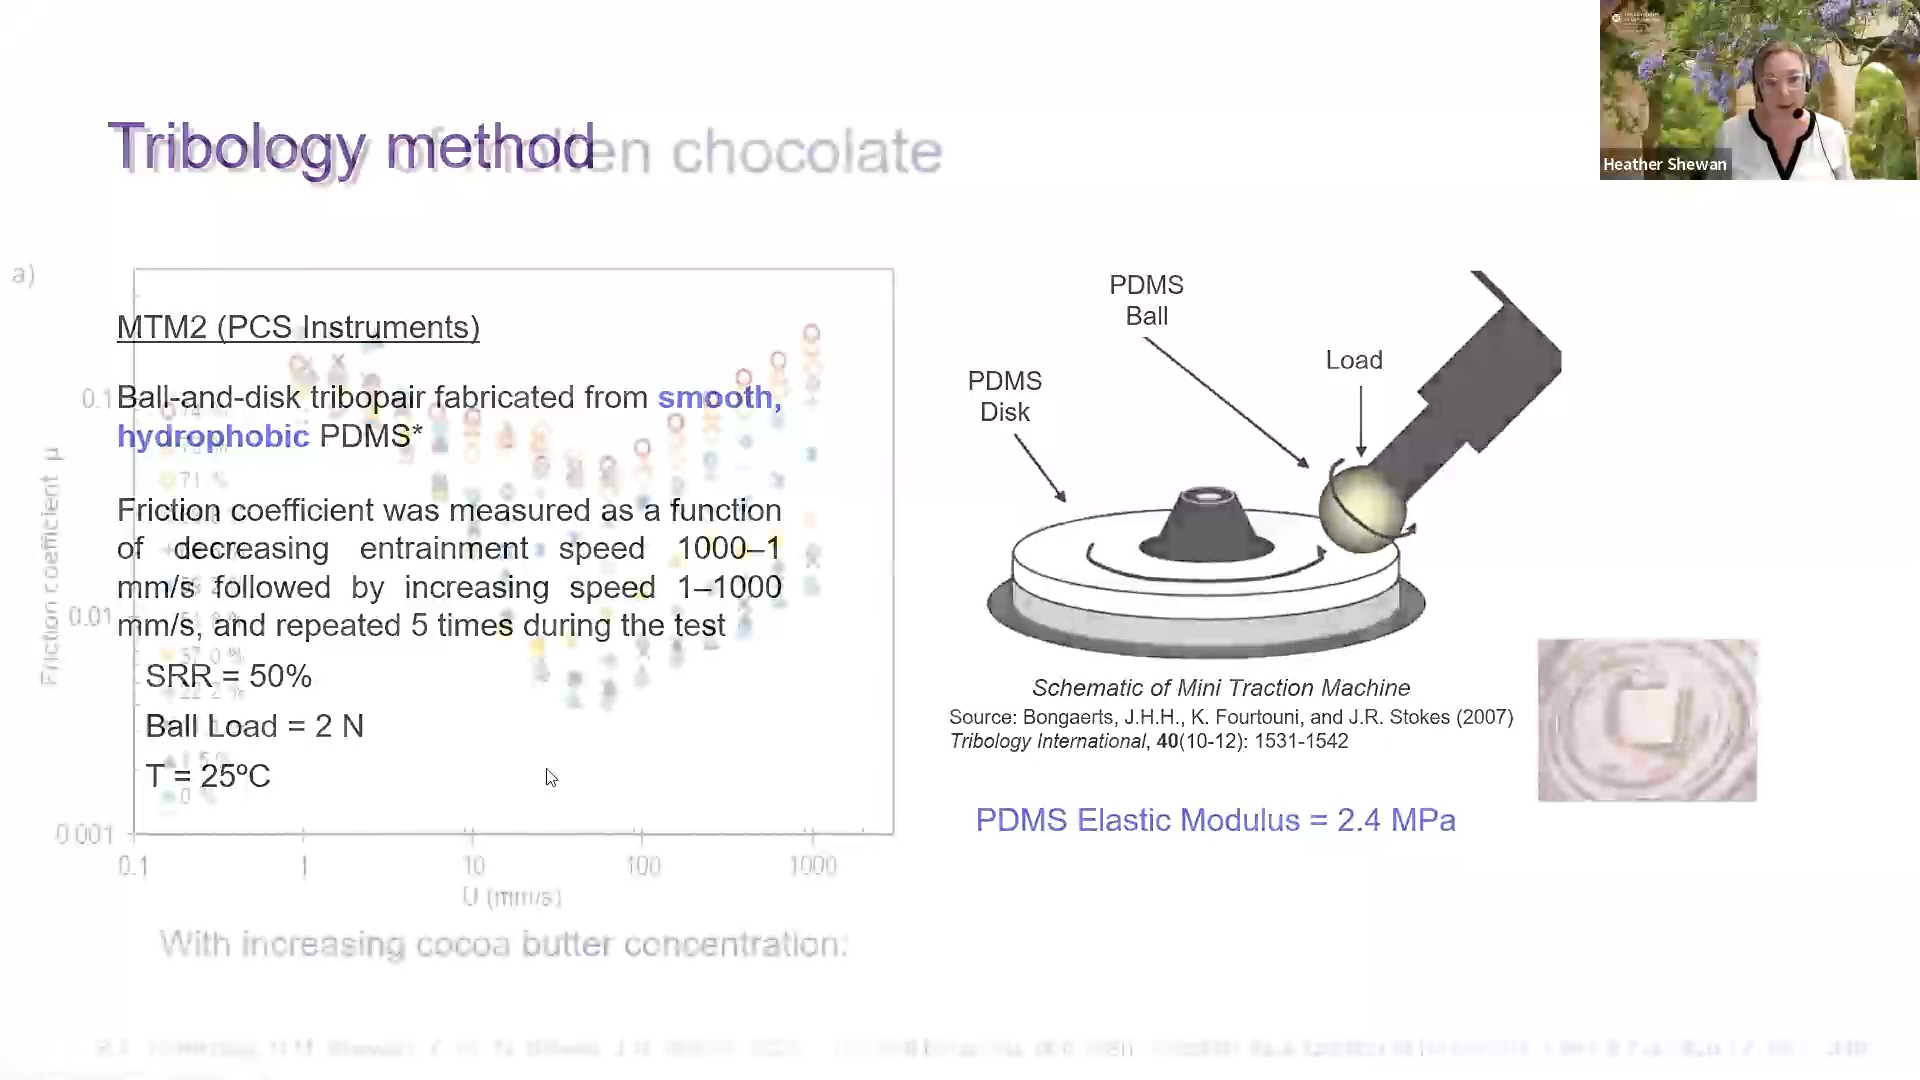 Heather Shewan
Tribology method
Tribology of molten chocolate
a)
PDMS
Ball
PDMS
Disk
Load
MTM2 (PCS Instruments)
Ball-and-disk tribopair fabricated from smooth,
hydrophobic PDMS*
Friction coefficient was measured as a function
of decreasing entrainment speed 1000–1
mm/s followed by increasing speed 1–1000
mm/s, and repeated 5 times during the test
SRR = 50%
Ball Load = 2 N
T = 25ºC
Friction coefficient µ
0.1
0.01
0.001
71 %
37.0 %
0 %
0.1 1 10 100 1000
U (mm/s)
With increasing cocoa butter concentration:
Schematic of Mini Traction Machine
Source: Bongaerts, J.H.H., K. Fourtouni, and J.R. Stokes (2007)
Tribology International, 40(10-12): 1531-1542
PDMS Elastic Modulus = 2.4 MPa